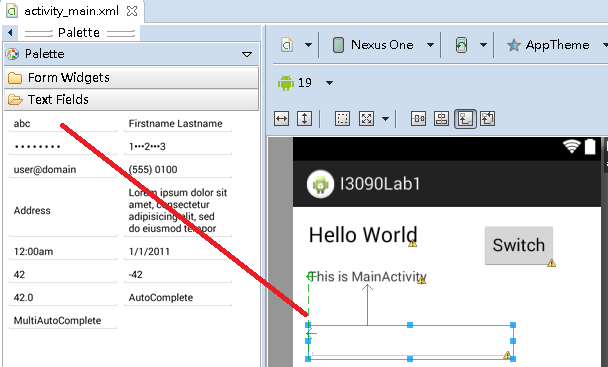 activity_main.xml
Palette
Palette
Form Widgets
Text Fields
abc
Firstname Lastname
1•••2•••3
user@domain
(555) 0100
Address
Lorem ipsum dolor sit
amet, consectetur
adipisicing elit, sed
do eiusmod tempor
12:00am
1/1/2011
42
-42
42.0
AutoComplete
MultiAutoComplete
Nexus One
AppTheme
19
I3090Lab1
Hello World
Switch
This is MainActivity